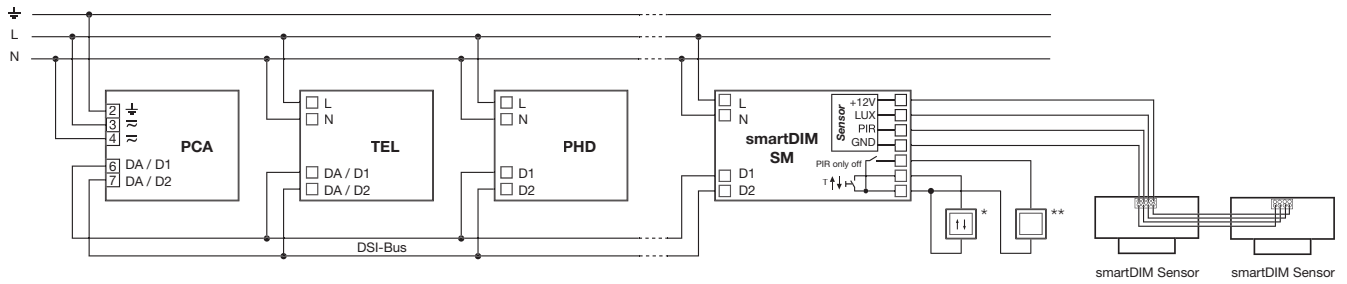 L
N
2
3
4
PCA
6 DA / D1
7 DA / D2
L
N
TEL
DA / D1
DA / D2
L
N
PHD
D1
D2
L
N
smartDIM
SM
D1
D2
Sensor
+12V
LUX
PIR
GND
PIR only off
T
*
**
DSI-Bus
smartDIM Sensor
smartDIM Sensor